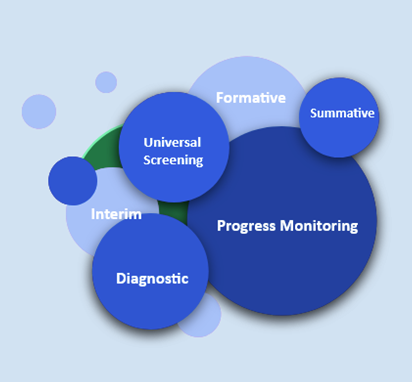 Formative
Summative
Universal
Screening
Interim
Progress Monitoring
Diagnostic